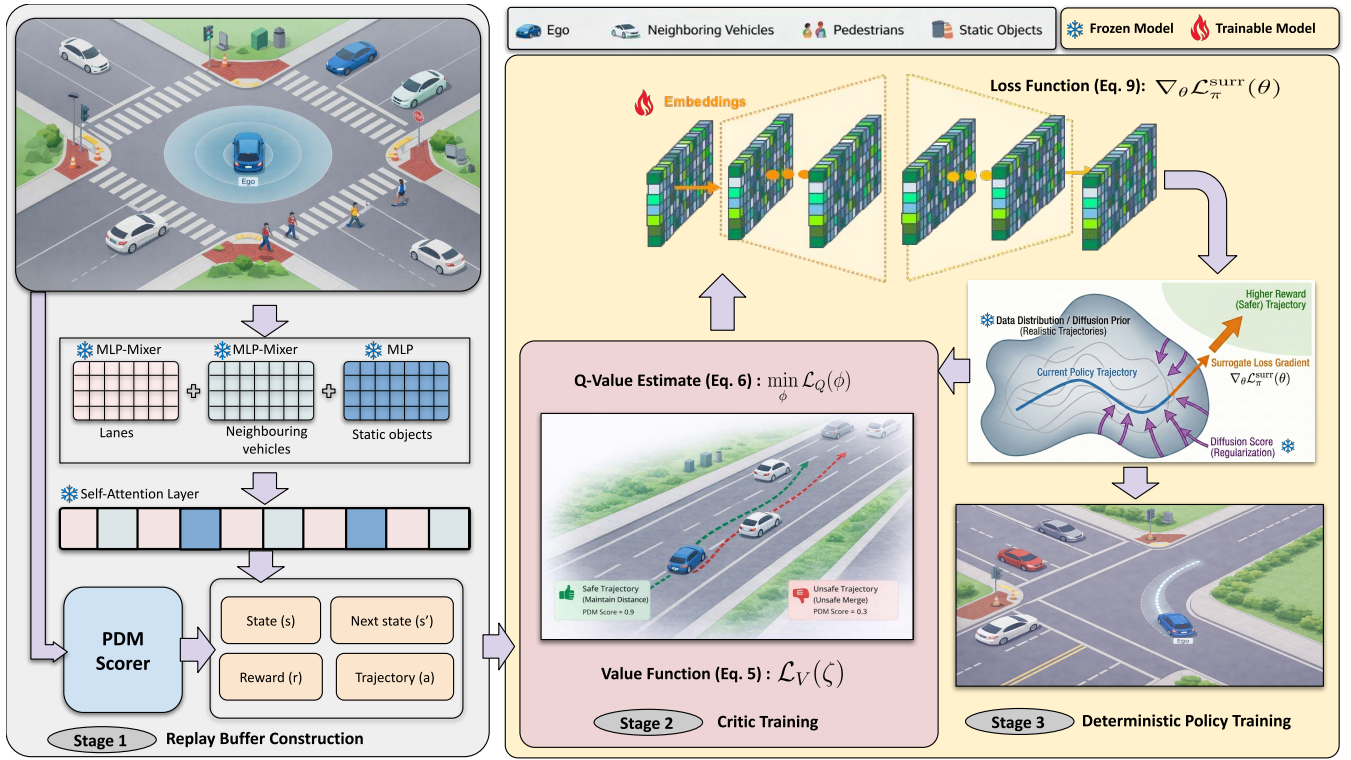 Ego
MLP-Mixer
MLP-Mixer
MLP
Lanes
Neighbouring
vehicles
Static objects
Self-Attention Layer
PDM
Scorer
State (s)
Next state (s’)
Reward (r)
Trajectory (a)
Stage 1
Replay Buffer Construction
Ego
Neighboring Vehicles
Pedestrians
Static Objects
Frozen Model
Trainable Model
Embeddings
Loss Function (Eq. 9): ∇θ ℒπ^surr(θ)
Q-Value Estimate (Eq. 6) : min ϕ ℒQ(ϕ)
Safe Trajectory
(Maintain Distance)
PDM Score = 0.9
Unsafe Trajectory
(Unsafe Merge)
PDM Score = 0.3
Value Function (Eq. 5) : ℒV(ζ)
Stage 2
Critic Training
Higher Reward
(Safer) Trajectory
Data Distribution / Diffusion Prior
(Realistic Trajectories)
Current Policy Trajectory
Surrogate Loss Gradient
∇θ ℒπ^surr(θ)
Diffusion Score
(Regularization)
Ego
Stage 3
Deterministic Policy Training